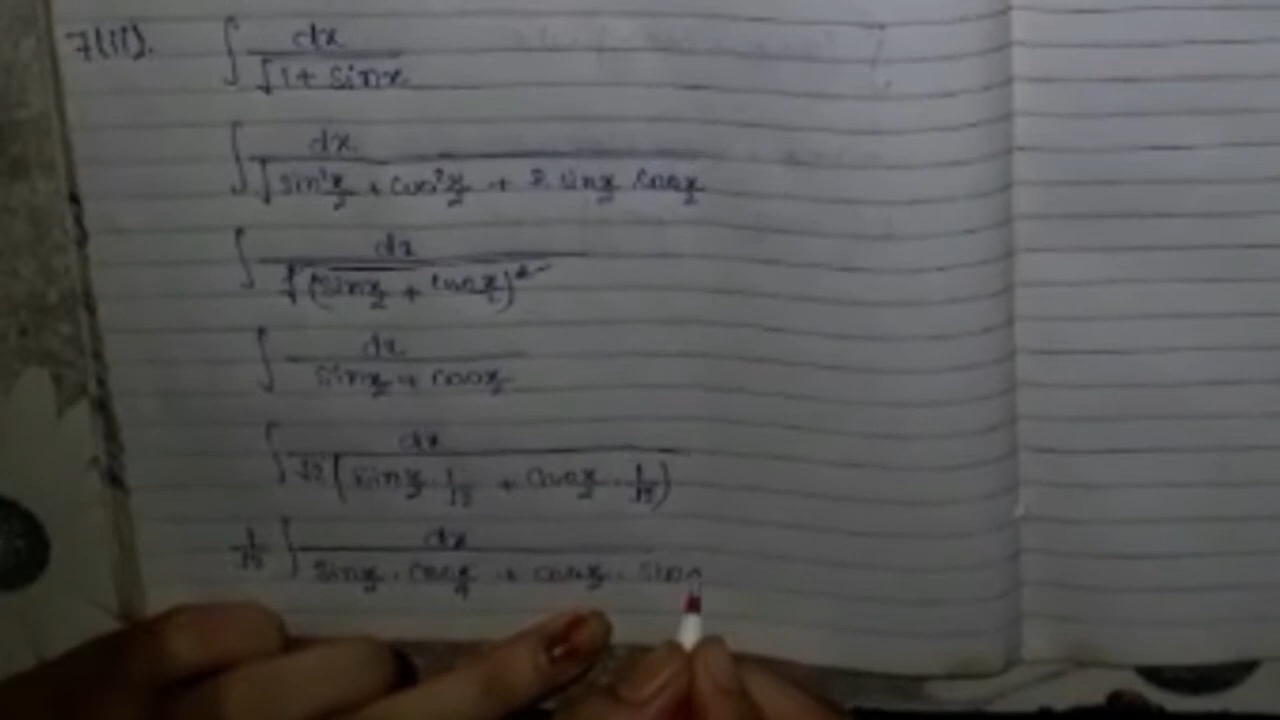 7(ii). ∫ dx / √1 + sinx
∫ dx / √sin²x/2 + cos²x/2 + 2 sinx/2 cosx/2
∫ dx / √(sinx/2 + cosx/2)²
∫ dx / sinx/2 + cosx/2
∫ dx / √2 (sinx/2 · 1/√2 + cosx/2 · 1/√2)
1/√2 ∫ dx / sinx/2 · cosπ/4 + cosx/2 · sin